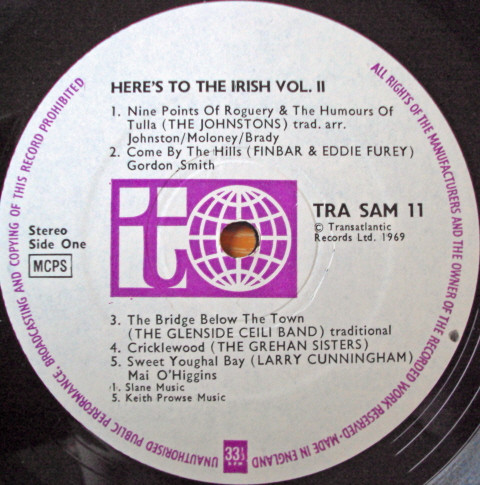 HERE'S TO THE IRISH VOL. II
1. Nine Points Of Roguery & The Humours Of
Tulla (THE JOHNSTONS) trad. arr.
Johnston/Moloney/Brady
2. Come By The Hills (FINBAR & EDDIE FUREY)
Gordon Smith
to
Stereo
Side One
MCPS
TRA SAM 11
© Transatlantic
Records Ltd. 1969
3. The Bridge Below The Town
(THE GLENSIDE CEILI BAND) traditional
4. Cricklewood (THE GREHAN SISTERS)
5. Sweet Youghal Bay (LARRY CUNNINGHAM)
Mai O'Higgins
1. Slane Music
5. Keith Prowse Music
ALL RIGHTS OF THE MANUFACTURERS AND THE OWNER OF THE RECORDED WORK RESERVED-MADE IN ENGLAND
33⅓
RPM
UNAUTHORISED PUBLIC PERFORMANCE, BROADCASTING AND COPYING OF THIS RECORD PROHIBITED